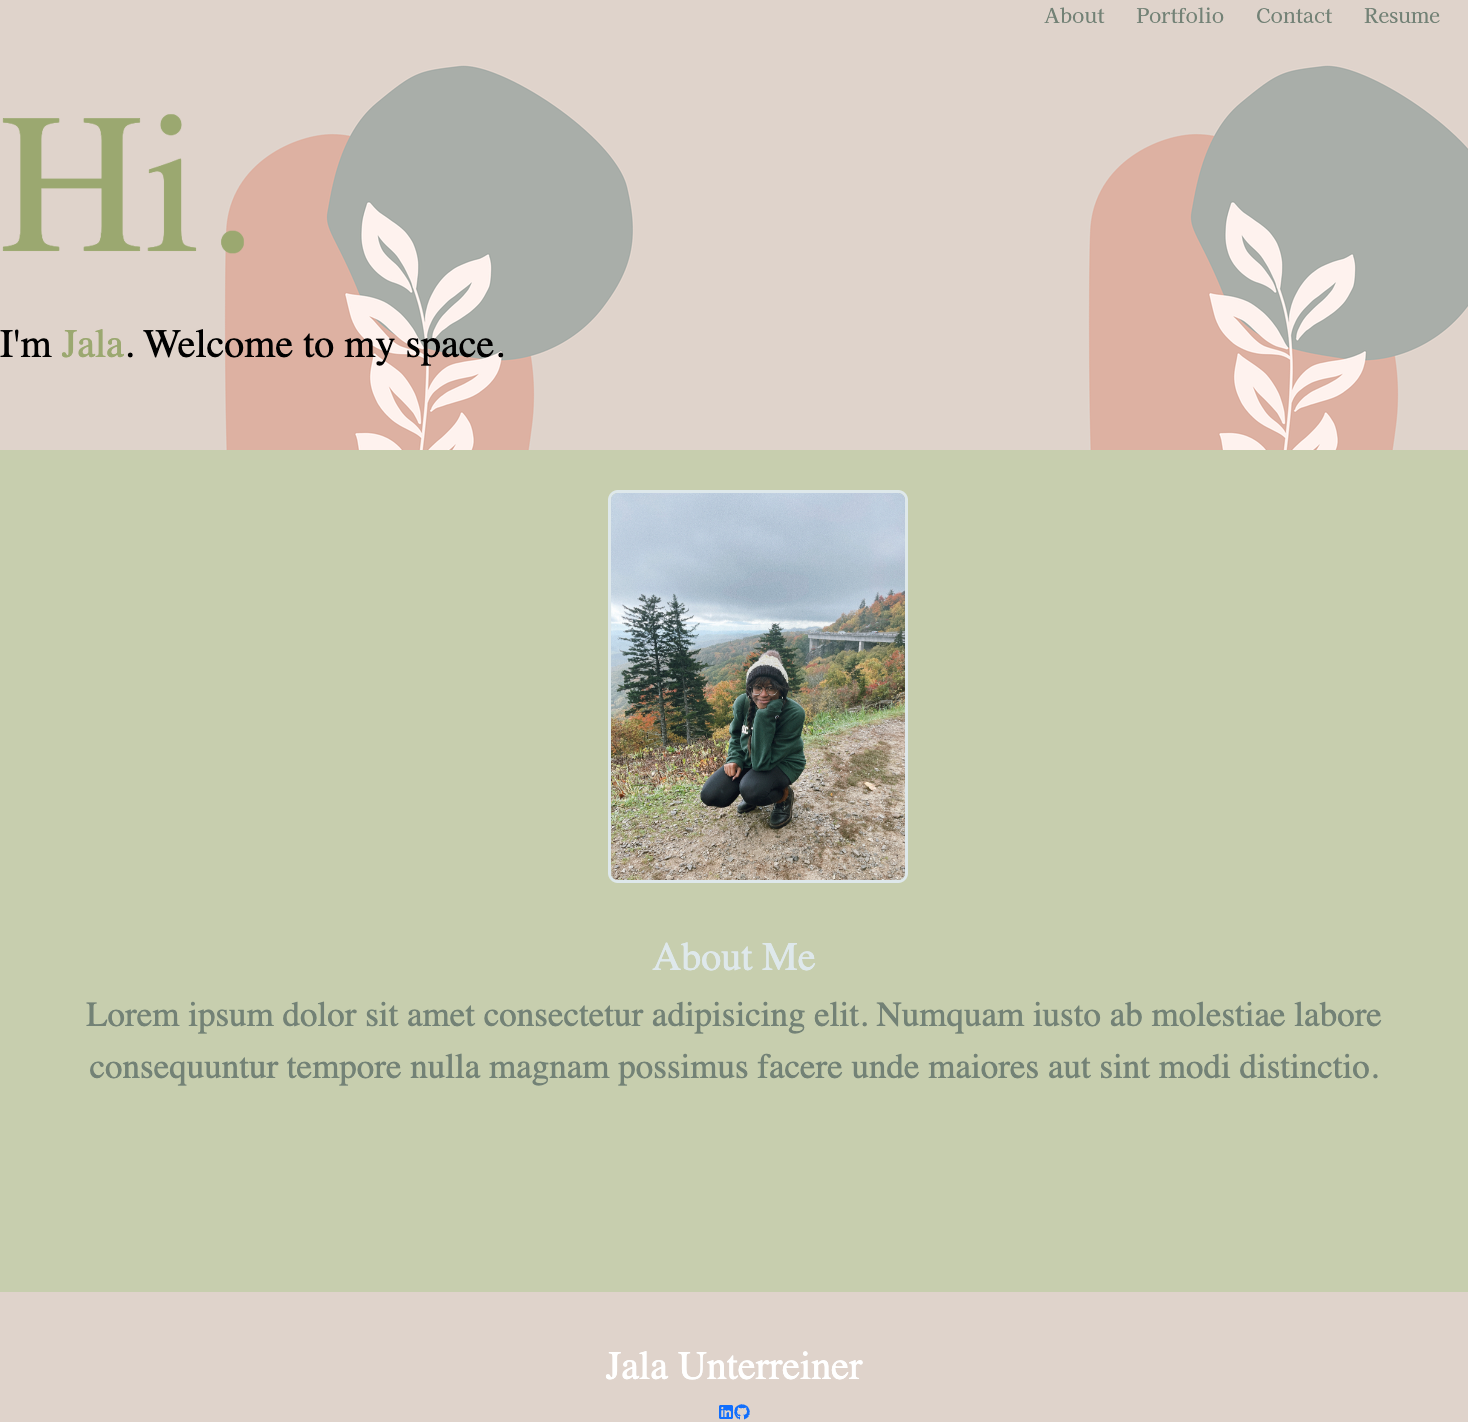 About Portfolio Contact Resume
Hi.
I'm Jala. Welcome to my space.
About Me
Lorem ipsum dolor sit amet consectetur adipisicing elit. Numquam iusto ab molestiae labore
consequuntur tempore nulla magnam possimus facere unde maiores aut sint modi distinctio.
Jala Unterreiner
in